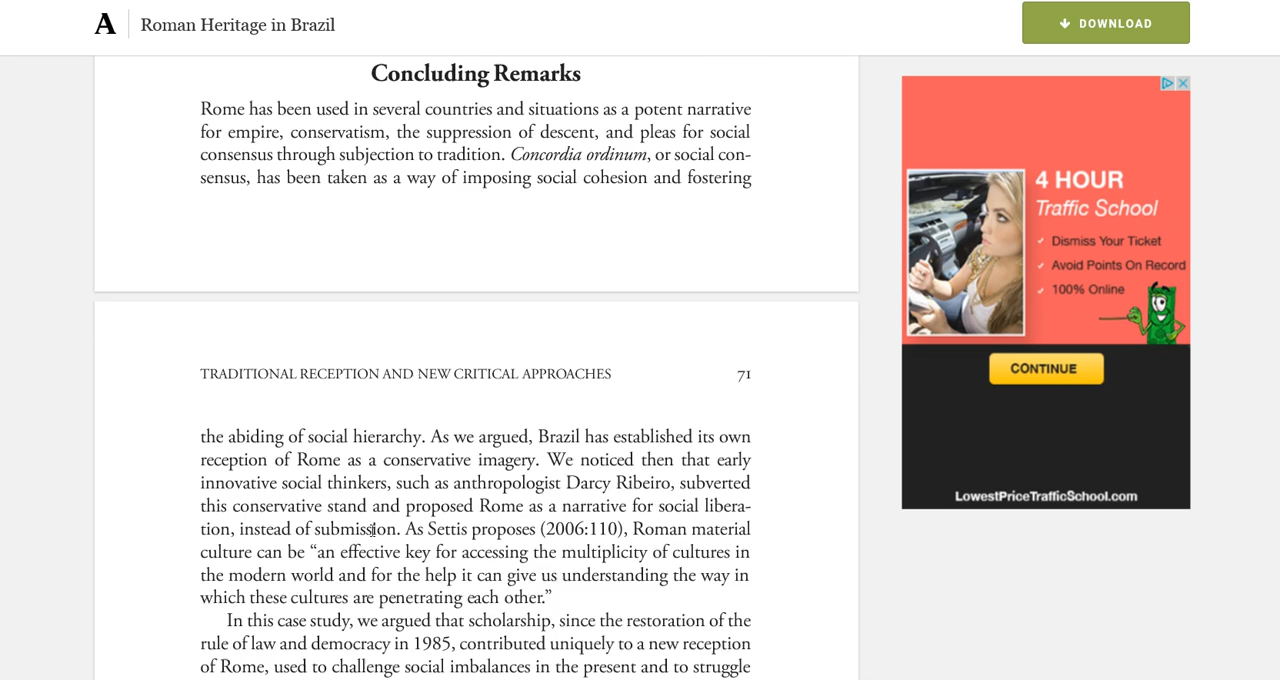 A
Roman Heritage in Brazil
DOWNLOAD
Concluding Remarks
Rome has been used in several countries and situations as a potent narrative
for empire, conservatism, the suppression of descent, and pleas for social
consensus through subjection to tradition. Concordia ordinum, or social con-
sensus, has been taken as a way of imposing social cohesion and fostering
TRADITIONAL RECEPTION AND NEW CRITICAL APPROACHES 71
the abiding of social hierarchy. As we argued, Brazil has established its own
reception of Rome as a conservative imagery. We noticed then that early
innovative social thinkers, such as anthropologist Darcy Ribeiro, subverted
this conservative stand and proposed Rome as a narrative for social libera-
tion, instead of submission. As Settis proposes (2006:110), Roman material
culture can be “an effective key for accessing the multiplicity of cultures in
the modern world and for the help it can give us understanding the way in
which these cultures are penetrating each other.”
In this case study, we argued that scholarship, since the restoration of the
rule of law and democracy in 1985, contributed uniquely to a new reception
of Rome, used to challenge social imbalances in the present and to struggle
4 HOUR
Traffic School
Dismiss Your Ticket
Avoid Points On Record
100% Online
CONTINUE
LowestPriceTrafficSchool.com